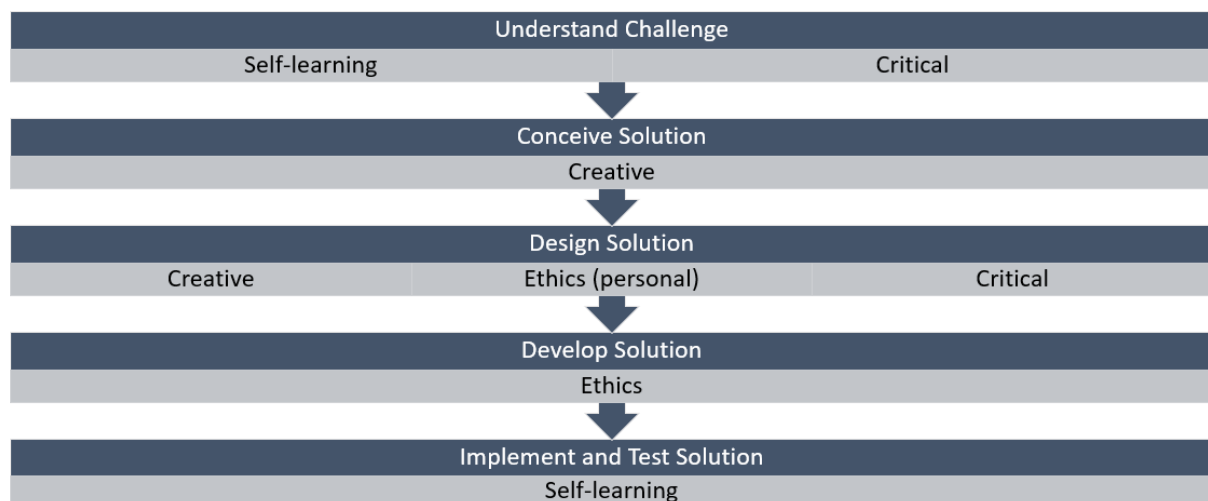 Understand Challenge
Self-learning Critical
Conceive Solution
Creative
Design Solution
Creative Ethics (personal) Critical
Develop Solution
Ethics
Implement and Test Solution
Self-learning